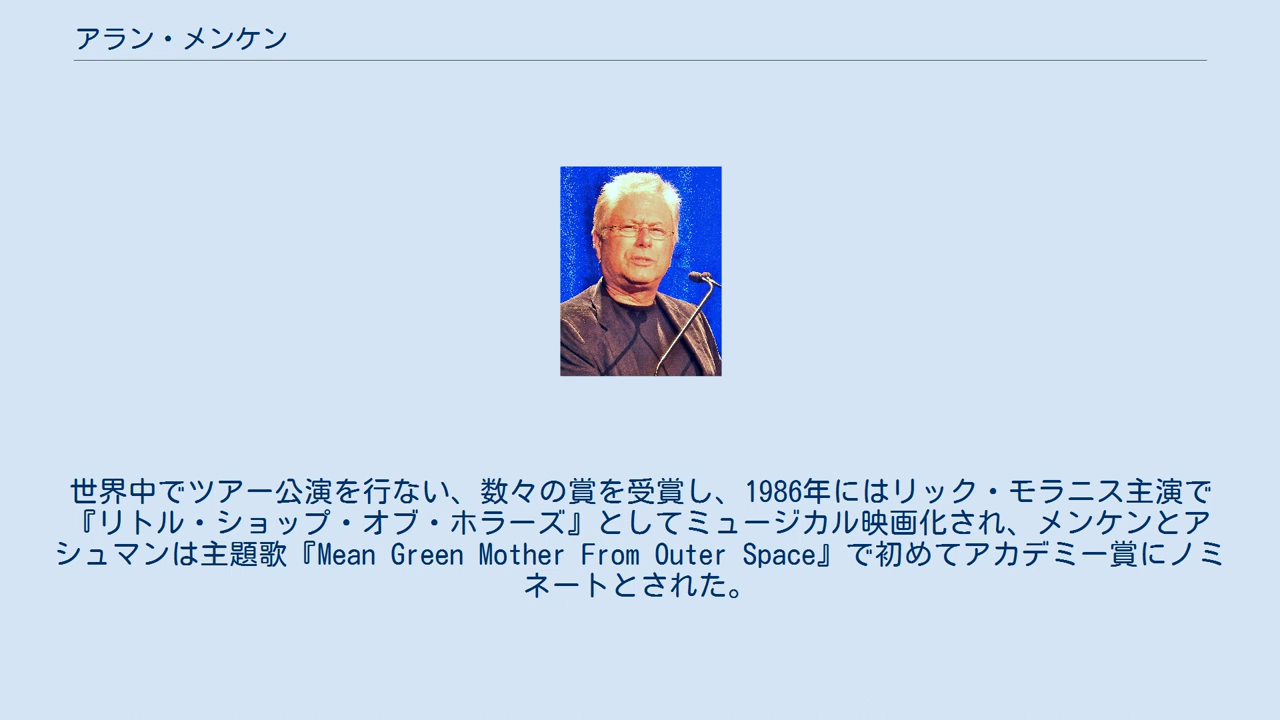 アラン・メンケン
世界中でツアー公演を行ない、数々の賞を受賞し、1986年にはリック・モラニス主演で
『リトル・ショップ・オブ・ホラーズ』としてミュージカル映画化され、メンケンとア
シュマンは主題歌『Mean Green Mother From Outer Space』で初めてアカデミー賞にノミ
ネートとされた。